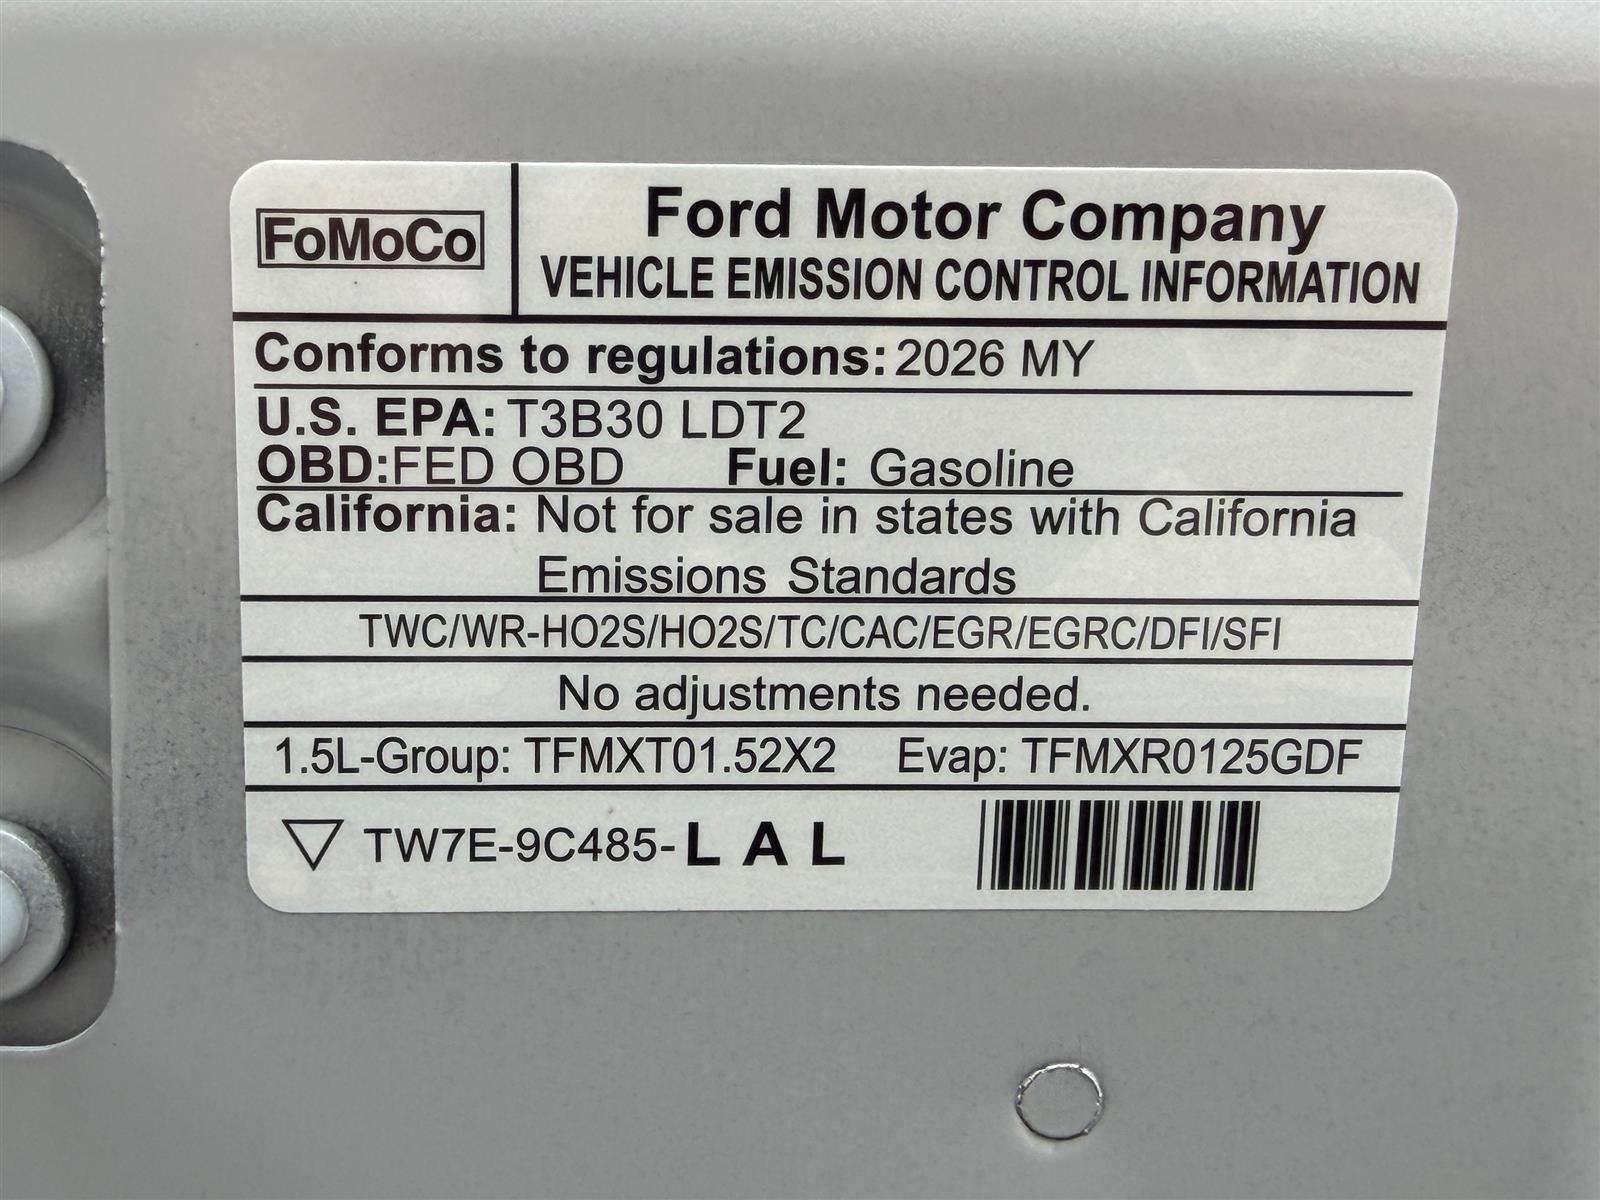 FoMoCo
Ford Motor Company
VEHICLE EMISSION CONTROL INFORMATION
Conforms to regulations: 2026 MY
U.S. EPA: T3B30 LDT2
OBD:FED OBD Fuel: Gasoline
California: Not for sale in states with California
Emissions Standards
TWC/WR-HO2S/HO2S/TC/CAC/EGR/EGRC/DFI/SFI
No adjustments needed.
1.5L-Group: TFMXT01.52X2 Evap: TFMXR0125GDF
TW7E-9C485-L A L